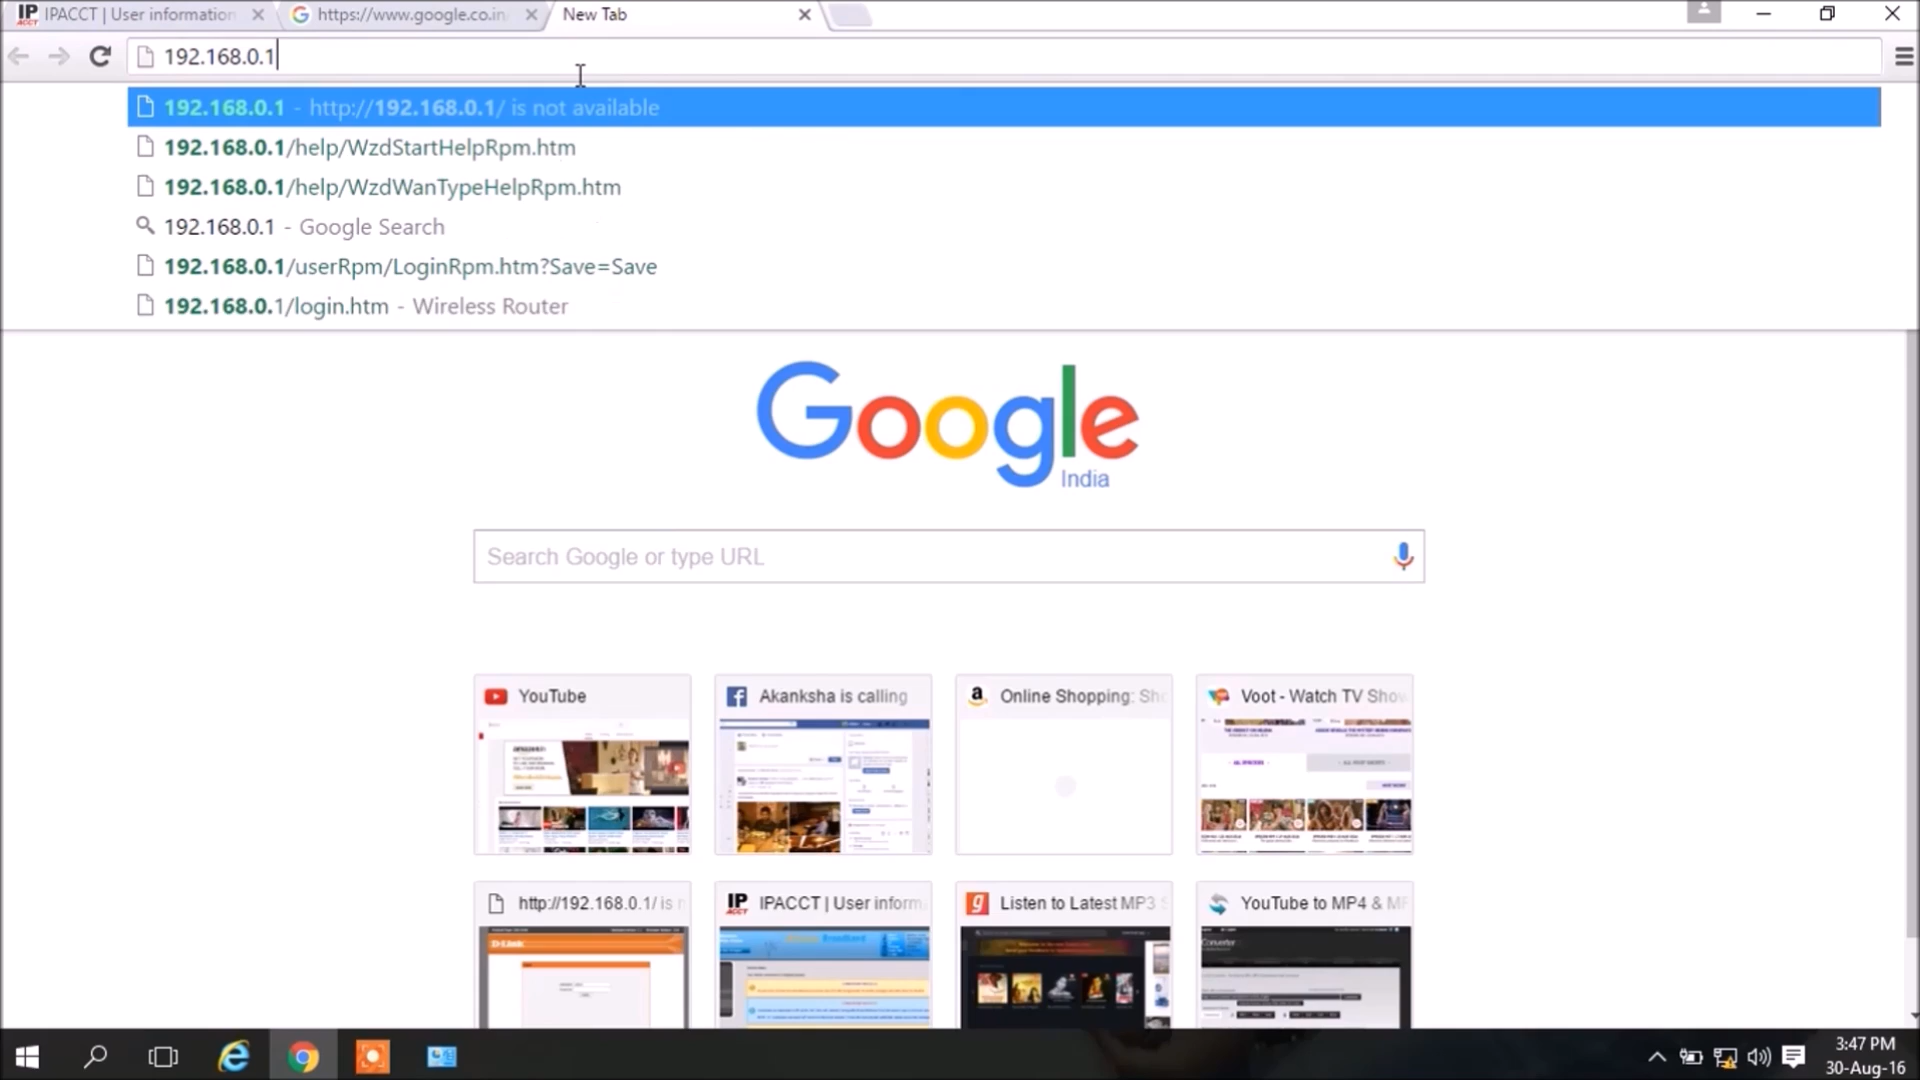 IPACCT | User information
https://www.google.co.in/
New Tab
192.168.0.1
192.168.0.1 - http://192.168.0.1/ is not available
192.168.0.1/help/WzdStartHelpRpm.htm
192.168.0.1/help/WzdWanTypeHelpRpm.htm
192.168.0.1 - Google Search
192.168.0.1/userRpm/LoginRpm.htm?Save=Save
192.168.0.1/login.htm - Wireless Router
Google
India
Search Google or type URL
YouTube
Akanksha is calling
Online Shopping: Sho
Voot - Watch TV Show
http://192.168.0.1/ is n
IPACCT | User inform
Listen to Latest MP3 S
YouTube to MP4 & MP
D-Link
Converter
3:47 PM
30-Aug-16